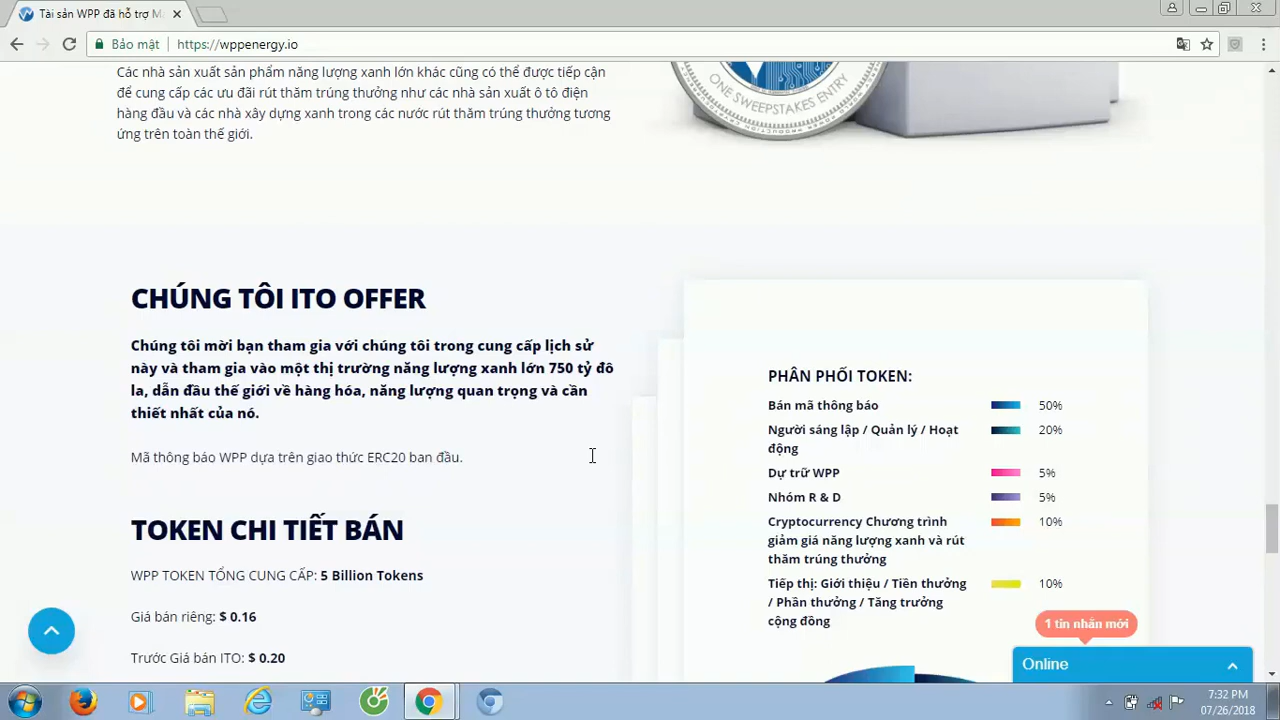 Tài sản WPP đã hỗ trợ M
Bảo mật
https://wppenergy.io
Các nhà sản xuất sản phẩm năng lượng xanh lớn khác cũng có thể được tiếp cận
để cung cấp các ưu đãi rút thăm trúng thưởng như các nhà sản xuất ô tô điện
hàng đầu và các nhà xây dựng xanh trong các nước rút thăm trúng thưởng tương
ứng trên toàn thế giới.
ONE SWEEPSTAKES ENTRY
CHÚNG TÔI ITO OFFER
Chúng tôi mời bạn tham gia với chúng tôi trong cung cấp lịch sử
này và tham gia vào một thị trường năng lượng xanh lớn 750 tỷ đô
la, dẫn đầu thế giới về hàng hóa, năng lượng quan trọng và cần
thiết nhất của nó.
Mã thông báo WPP dựa trên giao thức ERC20 ban đầu.
TOKEN CHI TIẾT BÁN
WPP TOKEN TỔNG CUNG CẤP: 5 Billion Tokens
Giá bán riêng: $ 0.16
Trước Giá bán ITO: $ 0.20
PHÂN PHỐI TOKEN:
Bán mã thông báo 50%
Người sáng lập / Quản lý / Hoạt 20%
động
Dự trữ WPP 5%
Nhóm R & D 5%
Cryptocurrency Chương trình 10%
giảm giá năng lượng xanh và rút
thăm trúng thưởng
Tiếp thị: Giới thiệu / Tiền thưởng 10%
/ Phần thưởng / Tăng trưởng
cộng đồng
1 tin nhắn mới
Online
7:32 PM
07/26/2018